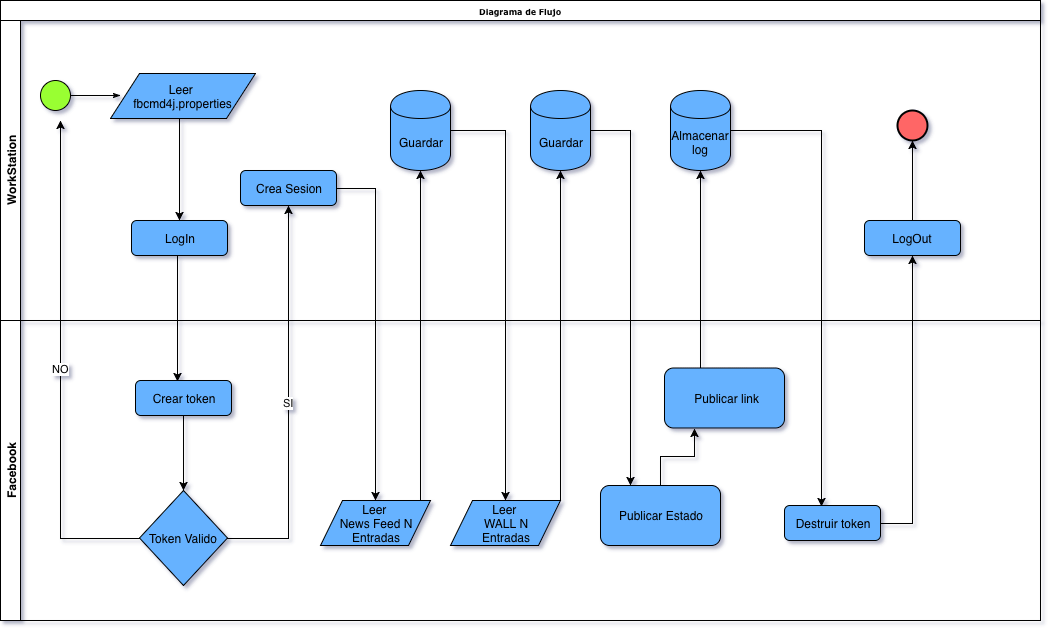 Diagrama de Flujo
WorkStation
Leer
fbcmd4j.properties
Guardar
Guardar
Almacenar
log
Crea Sesion
LogIn
LogOut
Facebook
NO
SI
Crear token
Publicar link
Token Valido
Leer
News Feed N
Entradas
Leer
WALL N
Entradas
Publicar Estado
Destruir token